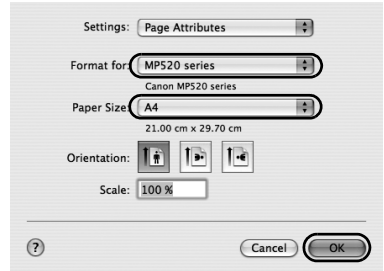 Settings: Page Attributes
Format for: MP520 series
Canon MP520 series
Paper Size: A4
21.00 cm x 29.70 cm
Orientation:
Scale: 100 %
? Cancel OK